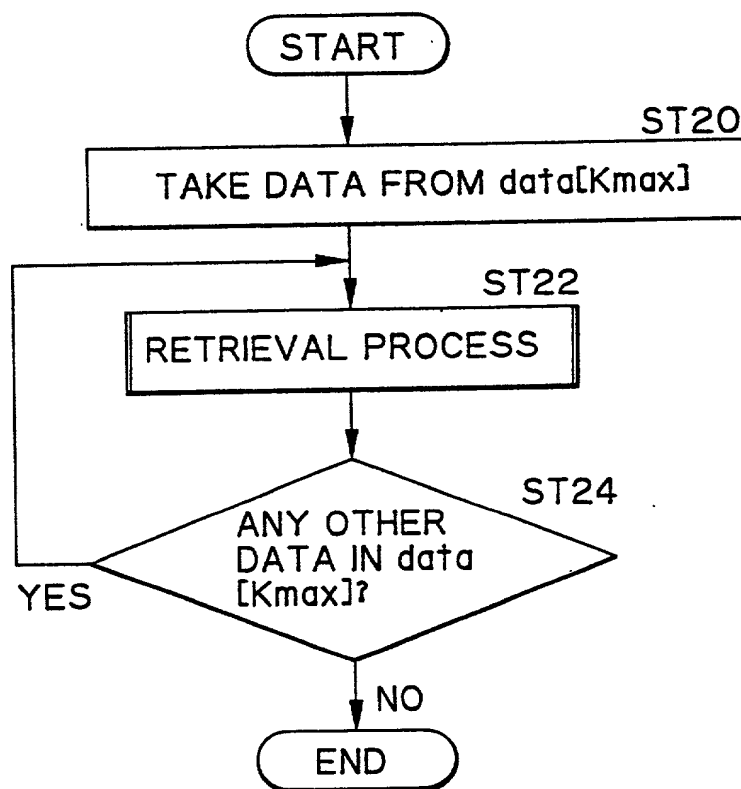 START
ST20
TAKE DATA FROM data[Kmax]
ST22
RETRIEVAL PROCESS
ST24
ANY OTHER
DATA IN data
[Kmax]?
YES
NO
END